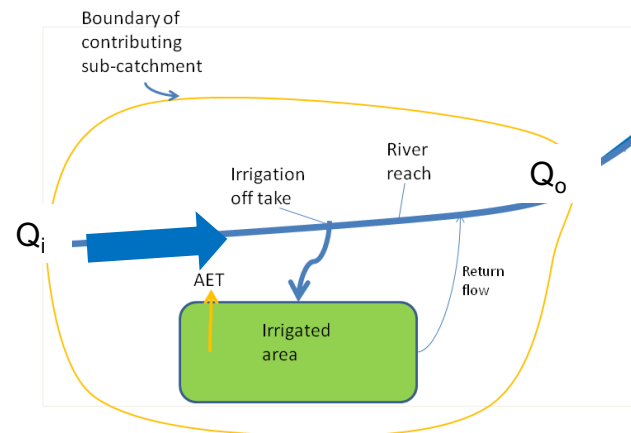 Boundary of
contributing
sub-catchment
River
reach
Irrigation
off take
Qo
Qi
AET
Return
flow
Irrigated
area